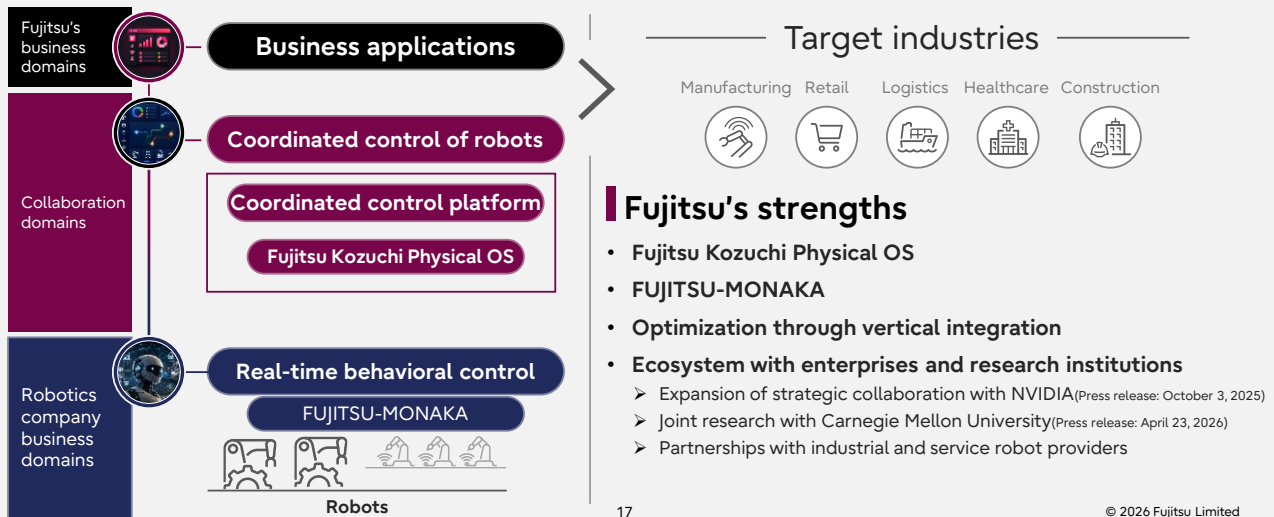 Fujitsu's
business
domains
Business applications
Collaboration
domains
Coordinated control of robots
Coordinated control platform
Fujitsu Kozuchi Physical OS
Robotics
company
business
domains
Real-time behavioral control
FUJITSU-MONAKA
Robots
Target industries
Manufacturing Retail Logistics Healthcare Construction
Fujitsu's strengths
• Fujitsu Kozuchi Physical OS
• FUJITSU-MONAKA
• Optimization through vertical integration
• Ecosystem with enterprises and research institutions
➢ Expansion of strategic collaboration with NVIDIA(Press release: October 3, 2025)
➢ Joint research with Carnegie Mellon University(Press release: April 23, 2026)
➢ Partnerships with industrial and service robot providers
17
© 2026 Fujitsu Limited